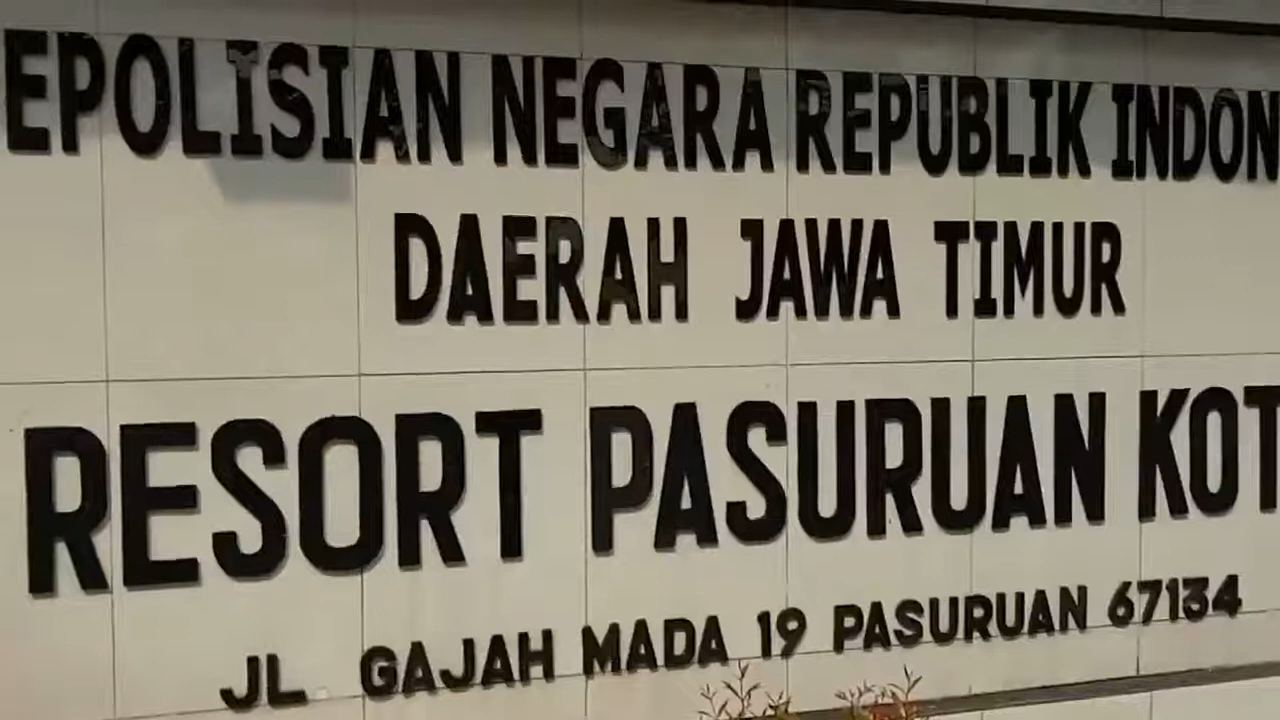 EPOLISIAN NEGARA REPUBLIK INDON
DAERAH JAWA TIMUR
RESORT PASURUAN KOT
JL GAJAH MADA 19 PASURUAN 67134